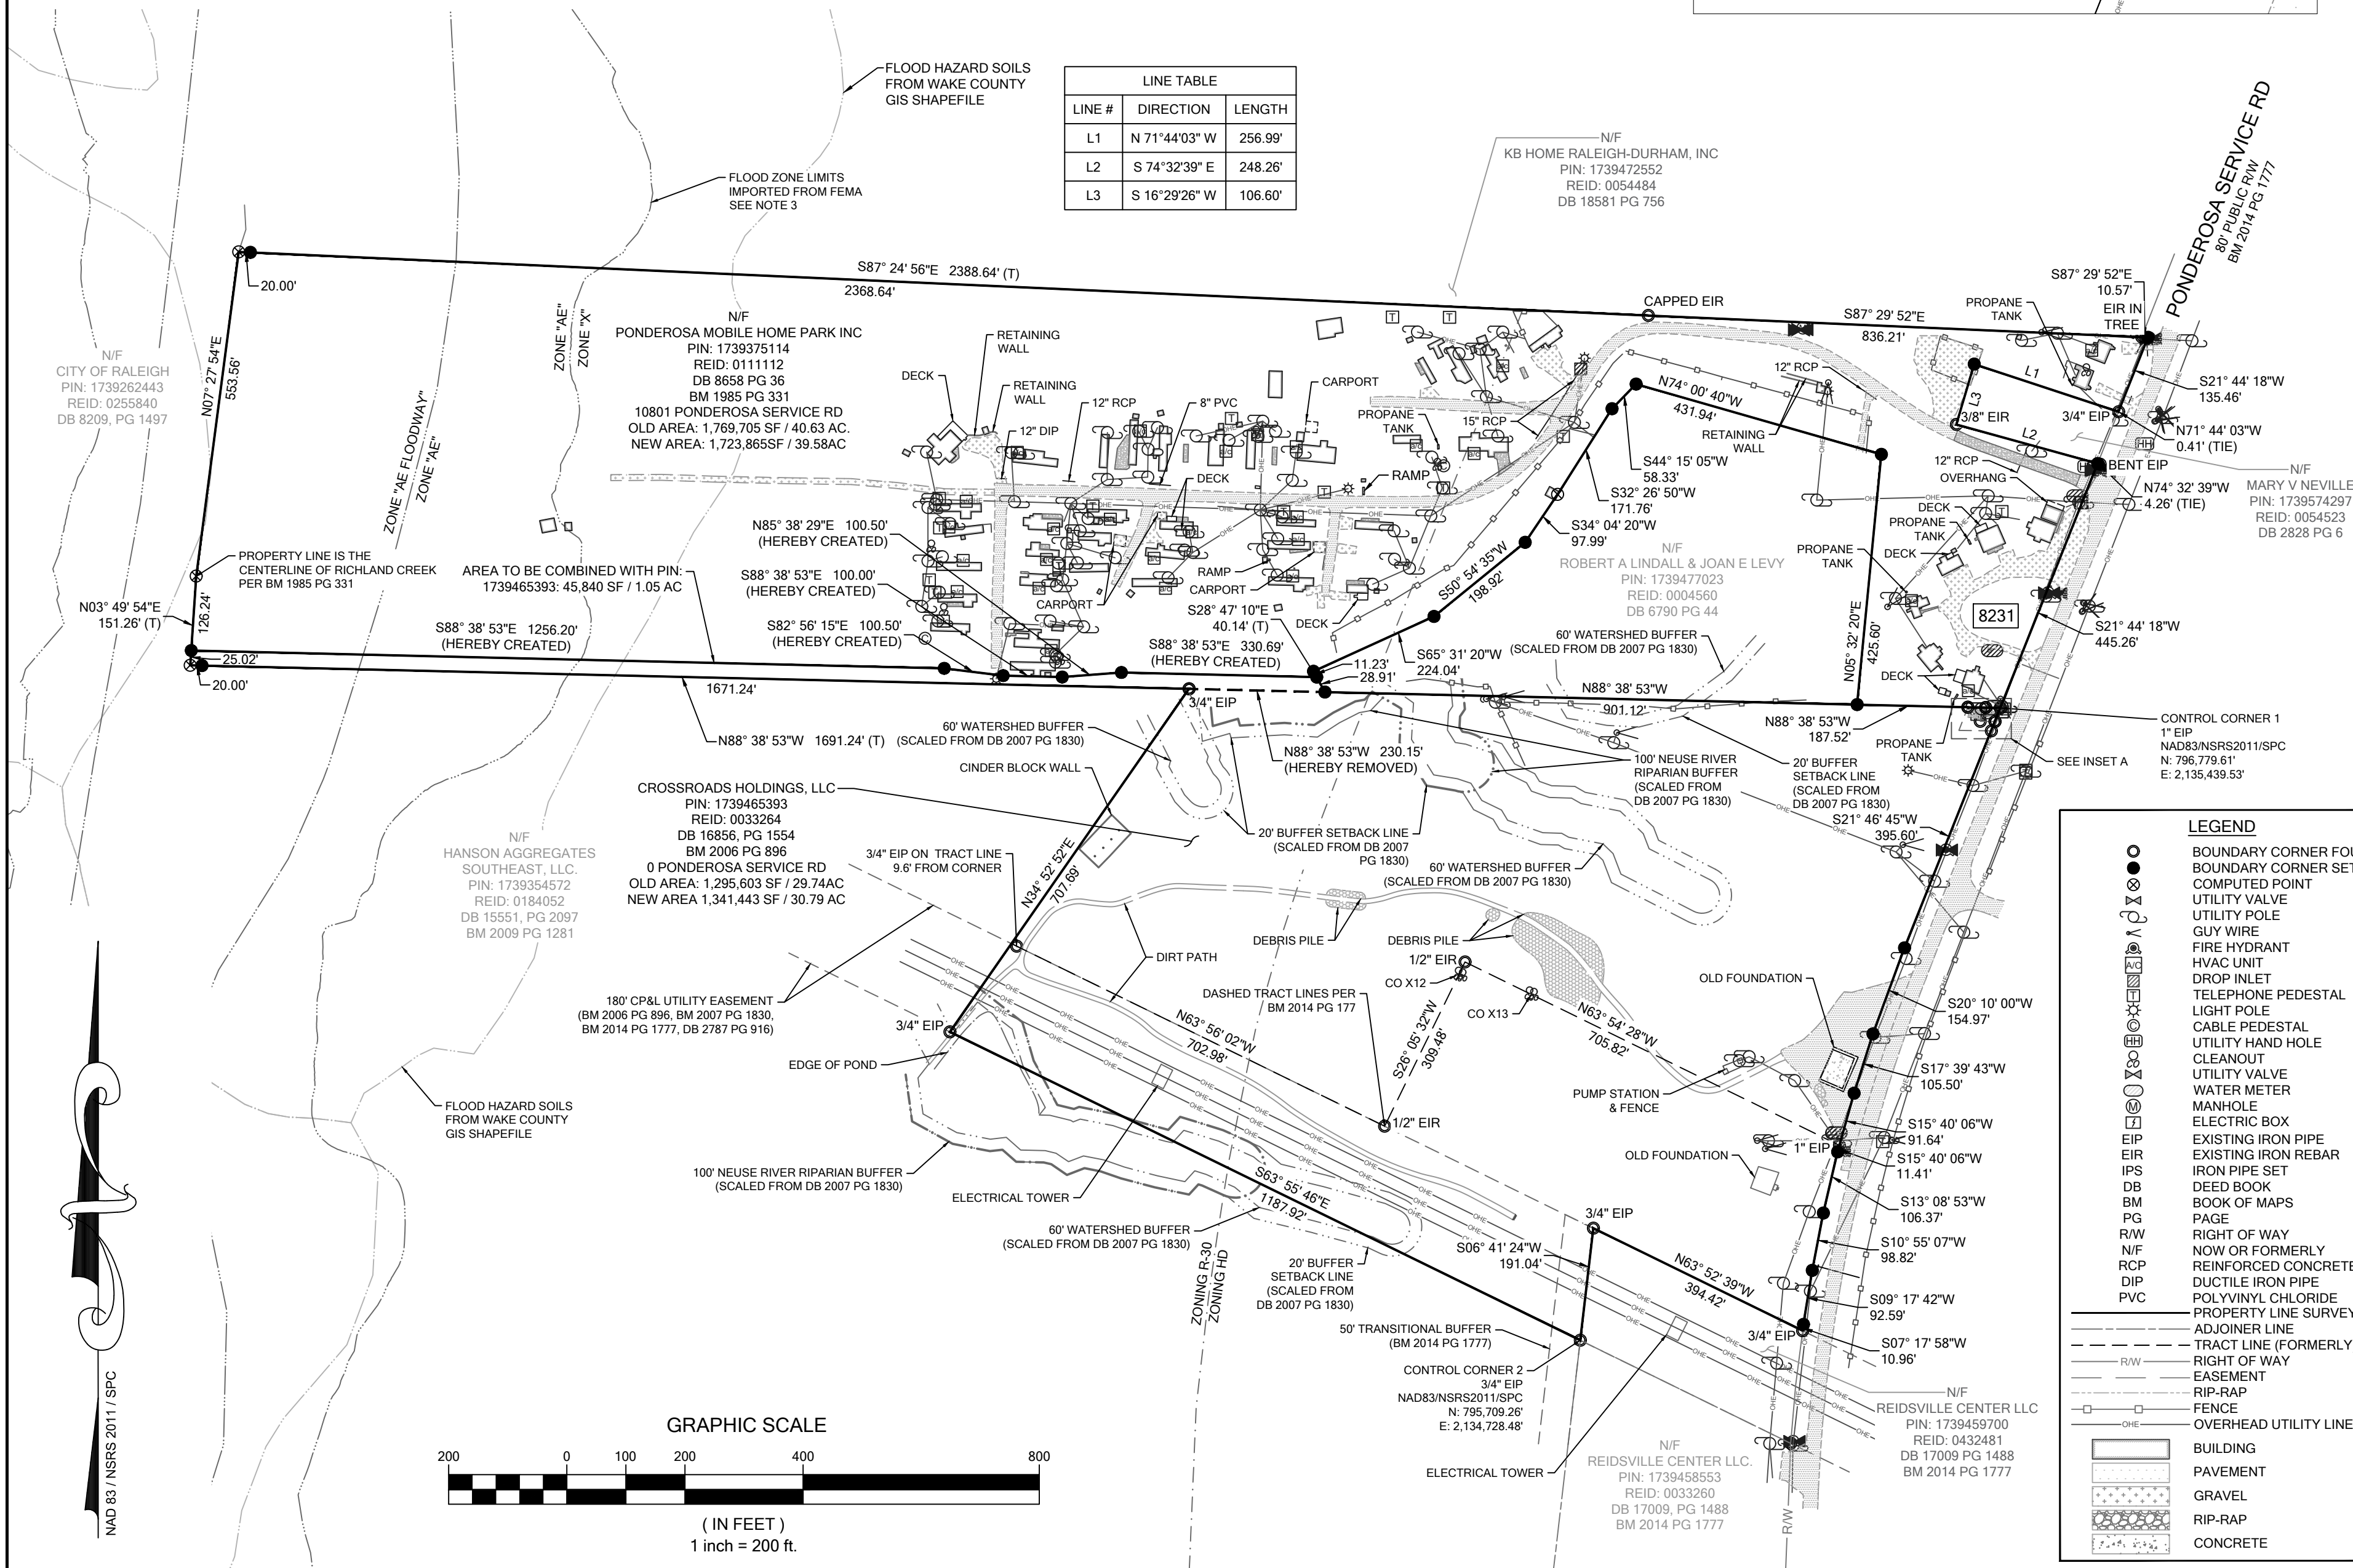 FLOOD HAZARD SOILS
FROM WAKE COUNTY
GIS SHAPEFILE
LINE TABLE
LINE # DIRECTION LENGTH
L1 N 71°44'03" W 256.99'
L2 S 74°32'39" E 248.26'
L3 S 16°29'26" W 106.60'
N/F
KB HOME RALEIGH-DURHAM, INC
PIN: 1739472552
REID: 0054484
DB 18581 PG 756
PONDEROSA SERVICE RD
80' PUBLIC R/W
BM 2014 PG 1777
FLOOD ZONE LIMITS
IMPORTED FROM FEMA
SEE NOTE 3
20.00'
S87° 24' 56"E 2388.64' (T)
2368.64'
CAPPED EIR
S87° 29' 52"E
836.21'
PROPANE
TANK
S87° 29' 52"E
10.57'
EIR IN
TREE
N/F
CITY OF RALEIGH
PIN: 1739262443
REID: 0255840
DB 8209, PG 1497
N07° 27' 54"E
553.56'
ZONE "AE FLOODWAY"
ZONE "AE"
ZONE "AE"
ZONE "X"
N/F
PONDEROSA MOBILE HOME PARK INC
PIN: 1739375114
REID: 0111112
DB 8658 PG 36
BM 1985 PG 331
10801 PONDEROSA SERVICE RD
OLD AREA: 1,769,705 SF / 40.63 AC.
NEW AREA: 1,723,865SF / 39.58AC
RETAINING
WALL
DECK
RETAINING
WALL
12" RCP
12" DIP
8" PVC
CARPORT
PROPANE
TANK
15" RCP
RAMP
DECK
N74° 00' 40"W
431.94'
12" RCP
RETAINING
WALL
L1
L2
L3
3/8" EIR
3/4" EIP
S21° 44' 18"W
135.46'
N71° 44' 03"W
0.41' (TIE)
12" RCP
OVERHANG
BENT EIP
N74° 32' 39"W
4.26' (TIE)
N/F
MARY V NEVILLE
PIN: 1739574297
REID: 0054523
DB 2828 PG 6
S44° 15' 05"W
58.33'
S32° 26' 50"W
171.76'
S34° 04' 20"W
97.99'
S50° 54' 35"W
198.92'
N/F
ROBERT A LINDALL & JOAN E LEVY
PIN: 1739477023
REID: 0004560
DB 6790 PG 44
DECK
PROPANE
TANK
DECK
PROPANE
TANK
8231
S21° 44' 18"W
445.26'
N05° 32' 20"E
425.60'
PROPERTY LINE IS THE
CENTERLINE OF RICHLAND CREEK
PER BM 1985 PG 331
N03° 49' 54"E
151.26' (T)
126.24'
AREA TO BE COMBINED WITH PIN:
1739465393: 45,840 SF / 1.05 AC
N85° 38' 29"E 100.50'
(HEREBY CREATED)
S88° 38' 53"E 100.00'
(HEREBY CREATED)
S82° 56' 15"E 100.50'
(HEREBY CREATED)
S88° 38' 53"E 1256.20'
(HEREBY CREATED)
25.02'
20.00'
1671.24'
N88° 38' 53"W 1691.24' (T)
CARPORT
RAMP
CARPORT
DECK
S28° 47' 10"E
40.14' (T)
S88° 38' 53"E 330.69'
(HEREBY CREATED)
11.23'
28.91'
S65° 31' 20"W
224.04'
60' WATERSHED BUFFER
(SCALED FROM DB 2007 PG 1830)
N88° 38' 53"W
901.12'
N88° 38' 53"W
187.52'
DECK
PROPANE
TANK
CONTROL CORNER 1
1" EIP
NAD83/NSRS2011/SPC
N: 796,779.61'
E: 2,135,439.53'
SEE INSET A
3/4" EIP
60' WATERSHED BUFFER
(SCALED FROM DB 2007 PG 1830)
N88° 38' 53"W 230.15'
(HEREBY REMOVED)
100' NEUSE RIVER
RIPARIAN BUFFER
(SCALED FROM
DB 2007 PG 1830)
20' BUFFER
SETBACK LINE
(SCALED FROM
DB 2007 PG 1830)
S21° 46' 45"W
395.60'
CINDER BLOCK WALL
CROSSROADS HOLDINGS, LLC
PIN: 1739465393
REID: 0033264
DB 16856, PG 1554
BM 2006 PG 896
0 PONDEROSA SERVICE RD
OLD AREA: 1,295,603 SF / 29.74AC
NEW AREA 1,341,443 SF / 30.79 AC
N/F
HANSON AGGREGATES
SOUTHEAST, LLC.
PIN: 1739354572
REID: 0184052
DB 15551, PG 2097
BM 2009 PG 1281
3/4" EIP ON TRACT LINE
9.6' FROM CORNER
N34° 52' 52"E
707.69'
20' BUFFER SETBACK LINE
(SCALED FROM DB 2007
PG 1830)
60' WATERSHED BUFFER
(SCALED FROM DB 2007 PG 1830)
DEBRIS PILE
DEBRIS PILE
DIRT PATH
1/2" EIR
CO X12
CO X13
DASHED TRACT LINES PER
BM 2014 PG 177
OLD FOUNDATION
180' CP&L UTILITY EASEMENT
(BM 2006 PG 896, BM 2007 PG 1830,
BM 2014 PG 1777, DB 2787 PG 916)
3/4" EIP
N63° 56' 02"W
702.98'
S26° 05' 32"W
309.48'
N63° 54' 28"W
705.82'
S20° 10' 00"W
154.97'
EDGE OF POND
S17° 39' 43"W
105.50'
PUMP STATION
& FENCE
FLOOD HAZARD SOILS
FROM WAKE COUNTY
GIS SHAPEFILE
1/2" EIR
S15° 40' 06"W
91.64'
1" EIP
S15° 40' 06"W
11.41'
OLD FOUNDATION
100' NEUSE RIVER RIPARIAN BUFFER
(SCALED FROM DB 2007 PG 1830)
ELECTRICAL TOWER
S63° 55' 46"E
1187.92'
S13° 08' 53"W
106.37'
60' WATERSHED BUFFER
(SCALED FROM DB 2007 PG 1830)
3/4" EIP
S06° 41' 24"W
191.04'
S10° 55' 07"W
98.82'
ZONING R-30
ZONING HD
20' BUFFER
SETBACK LINE
(SCALED FROM
DB 2007 PG 1830)
N63° 52' 39"W
394.42'
S09° 17' 42"W
92.59'
50' TRANSITIONAL BUFFER
(BM 2014 PG 1777)
3/4" EIP
S07° 17' 58"W
10.96'
CONTROL CORNER 2
3/4" EIP
NAD83/NSRS2011/SPC
N: 795,709.26'
E: 2,134,728.48'
ELECTRICAL TOWER
N/F
REIDSVILLE CENTER LLC
PIN: 1739459700
REID: 0432481
DB 17009 PG 1488
BM 2014 PG 1777
N/F
REIDSVILLE CENTER LLC.
PIN: 1739458553
REID: 0033260
DB 17009, PG 1488
BM 2014 PG 1777
R/W
NAD 83 / NSRS 2011 / SPC
GRAPHIC SCALE
200 0 100 200 400 800
( IN FEET )
1 inch = 200 ft.
LEGEND
BOUNDARY CORNER FOU
BOUNDARY CORNER SET
COMPUTED POINT
UTILITY VALVE
UTILITY POLE
GUY WIRE
FIRE HYDRANT
A/C HVAC UNIT
DROP INLET
T TELEPHONE PEDESTAL
LIGHT POLE
C CABLE PEDESTAL
HH UTILITY HAND HOLE
CLEANOUT
UTILITY VALVE
WATER METER
M MANHOLE
ELECTRIC BOX
EIP EXISTING IRON PIPE
EIR EXISTING IRON REBAR
IPS IRON PIPE SET
DB DEED BOOK
BM BOOK OF MAPS
PG PAGE
R/W RIGHT OF WAY
N/F NOW OR FORMERLY
RCP REINFORCED CONCRETE
DIP DUCTILE IRON PIPE
PVC POLYVINYL CHLORIDE
PROPERTY LINE SURVEY
ADJOINER LINE
TRACT LINE (FORMERLY
R/W RIGHT OF WAY
EASEMENT
RIP-RAP
FENCE
OHE OVERHEAD UTILITY LINE
BUILDING
PAVEMENT
GRAVEL
RIP-RAP
CONCRETE